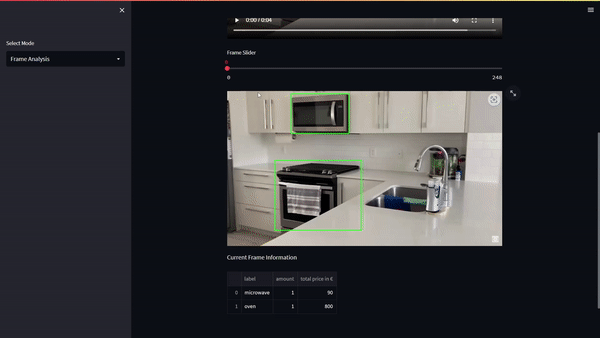 0:00 / 0:04
Select Mode
Frame Slider
Frame Analysis
0
0
248
Current Frame Information
label amount total price in €
0 microwave 1 90
1 oven 1 800